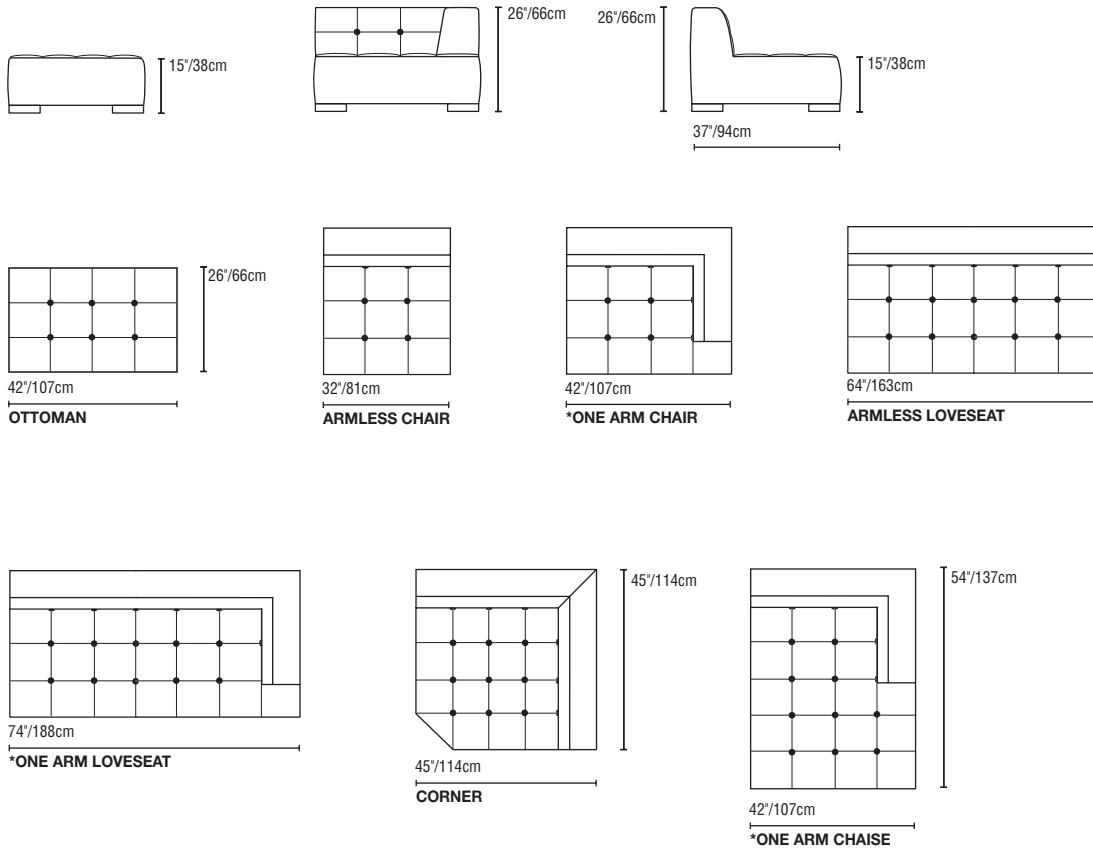 26"/66cm
26"/66cm
15"/38cm
15"/38cm
37"/94cm
26"/66cm
42"/107cm
OTTOMAN
32"/81cm
ARMLESS CHAIR
42"/107cm
*ONE ARM CHAIR
64"/163cm
ARMLESS LOVESEAT
74"/188cm
*ONE ARM LOVESEAT
45"/114cm
45"/114cm
CORNER
54"/137cm
42"/107cm
*ONE ARM CHAISE